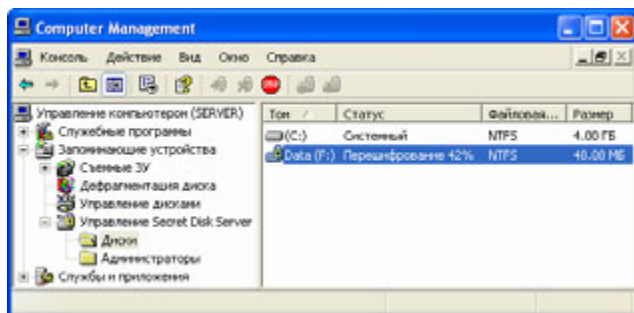 Computer Management
Консоль Действие Вид Окно Справка
Управление компьютером (SERVER)
Служебные программы
Запоминающие устройства
Съемные ЗУ
Дефрагментация диска
Управление дисками
Управление Secret Disk Server
Диски
Администраторы
Службы и приложения
Том Статус Файловая... Размер
(C:) Системный NTFS 4.00 ГБ
Data (F:) Перешифрование 42% NTFS 40.00 МБ